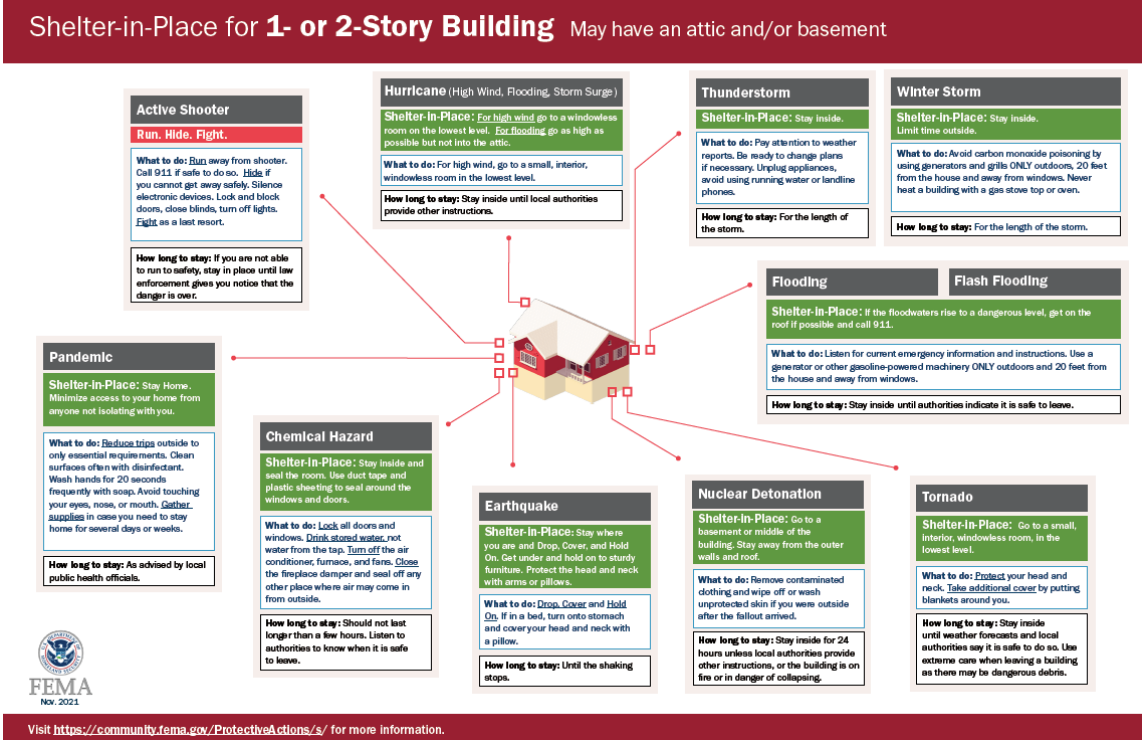 Shelter-in-Place for 1- or 2-Story Building May have an attic and/or basement
Active Shooter
Run. Hide. Fight.
What to do: Run away from shooter.
Call 911 if safe to do so. Hide if
you cannot get away safely. Silence
electronic devices. Lock and block
doors, close blinds, turn off lights.
Fight as a last resort.
How long to stay: If you are not able
to run to safety, stay in place until law
enforcement gives you notice that the
danger is over.
Hurricane (High Wind, Flooding, Storm Surge)
Shelter-in-Place: For high wind go to a windowless
room on the lowest level. For flooding go as high as
possible but not into the attic.
What to do: For high wind, go to a small, interior,
windowless room in the lowest level.
How long to stay: Stay inside until local authorities
provide other instructions.
Thunderstorm
Shelter-in-Place: Stay inside.
What to do: Pay attention to weather
reports. Be ready to change plans
if necessary. Unplug appliances,
avoid using running water or landline
phones.
How long to stay: For the length of
the storm.
Winter Storm
Shelter-in-Place: Stay inside.
Limit time outside.
What to do: Avoid carbon monoxide poisoning by
using generators and grills ONLY outdoors, 20 feet
from the house and away from windows. Never
heat a building with a gas stove top or oven.
How long to stay: For the length of the storm.
Flooding
Flash Flooding
Shelter-in-Place: If the floodwaters rise to a dangerous level, get on the
roof if possible and call 911.
What to do: Listen for current emergency information and instructions. Use a
generator or other gasoline-powered machinery ONLY outdoors and 20 feet from
the house and away from windows.
How long to stay: Stay inside until authorities indicate it is safe to leave.
Pandemic
Shelter-in-Place: Stay Home.
Minimize access to your home from
anyone not isolating with you.
What to do: Reduce trips outside to
only essential requirements. Clean
surfaces often with disinfectant.
Wash hands for 20 seconds
frequently with soap. Avoid touching
your eyes, nose, or mouth. Gather
supplies in case you need to stay
home for several days or weeks.
How long to stay: As advised by local
public health officials.
Chemical Hazard
Shelter-in-Place: Stay inside and
seal the room. Use duct tape and
plastic sheeting to seal around the
windows and doors.
What to do: Lock all doors and
windows. Drink stored water, not
water from the tap. Turn off the air
conditioner, furnace, and fans. Close
the fireplace damper and seal off any
other place where air may come in
from outside.
How long to stay: Should not last
longer than a few hours. Listen to
authorities to know when it is safe
to leave.
Earthquake
Shelter-in-Place: Stay where
you are and Drop, Cover, and Hold
On. Get under and hold on to sturdy
furniture. Protect the head and neck
with arms or pillows.
What to do: Drop, Cover and Hold
On. If in a bed, turn onto stomach
and cover your head and neck with
a pillow.
How long to stay: Until the shaking
stops.
Nuclear Detonation
Shelter-in-Place: Go to a
basement or middle of the
building. Stay away from the outer
walls and roof.
What to do: Remove contaminated
clothing and wipe off or wash
unprotected skin if you were outside
after the fallout arrived.
How long to stay: Stay inside for 24
hours unless local authorities provide
other instructions, or the building is on
fire or in danger of collapsing.
Tornado
Shelter-in-Place: Go to a small,
interior, windowless room, in the
lowest level.
What to do: Protect your head and
neck. Take additional cover by putting
blankets around you.
How long to stay: Stay inside
until weather forecasts and local
authorities say it is safe to do so. Use
extreme care when leaving a building
as there may be dangerous debris.
FEMA
Nov. 2021
Visit https://community.fema.gov/ProtectiveActions/s/ for more information.